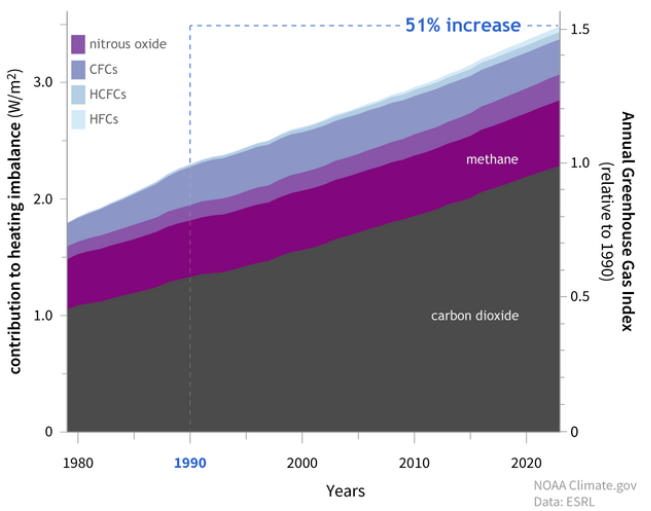 51% increase
nitrous oxide
CFCs
HCFCs
HFCs
methane
carbon dioxide
contribution to heating imbalance (W/m²)
3.0
2.0
1.0
0
1.5
1.0
0.5
0
Annual Greenhouse Gas Index
(relative to 1990)
1980 1990 2000 2010 2020
Years
NOAA Climate.gov
Data: ESRL